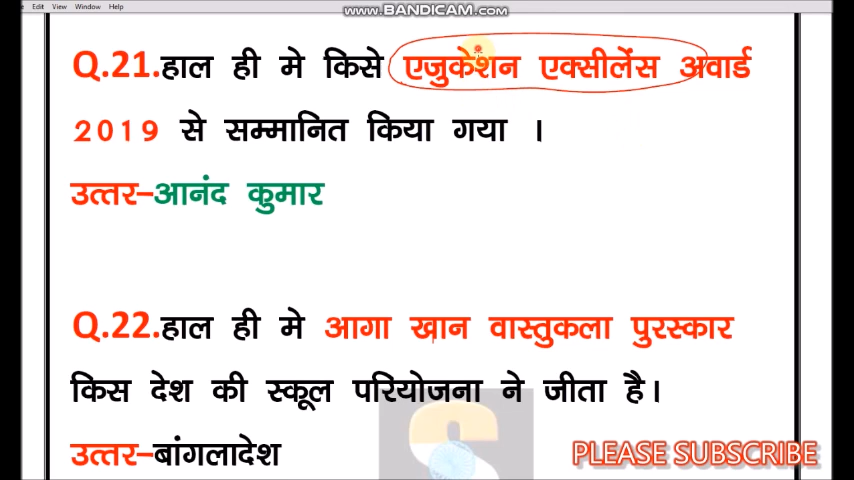 Edit View Window Help
www.BANDICAM.com
Q.21.हाल ही मे किसे एजुकेशन एक्सीलेंस अवार्ड
2019 से सम्मानित किया गया ।
उत्तर–आनंद कुमार
Q.22.हाल ही मे आगा खान वास्तुकला पुरस्कार
किस देश की स्कूल परियोजना ने जीता है।
उत्तर–बांगलादेश
S
PLEASE SUBSCRIBE